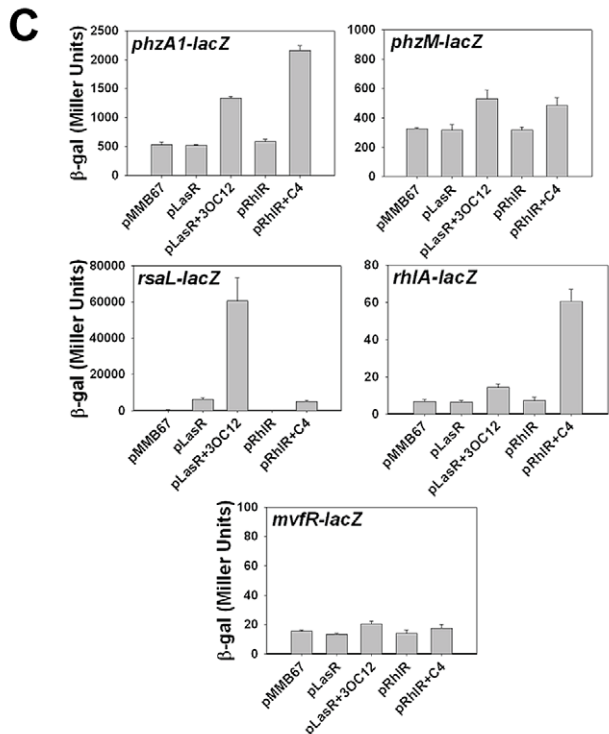 C
phzA1-lacZ
β-gal (Miller Units)
2500
2000
1500
1000
500
0
pMMB67
pLasR
pLasR+3OC12
pRhlR
pRhlR+C4
phzM-lacZ
1000
800
600
400
200
0
pMMB67
pLasR
pLasR+3OC12
pRhlR
pRhlR+C4
rsaL-lacZ
β-gal (Miller Units)
80000
60000
40000
20000
0
pMMB67
pLasR
pLasR+3OC12
pRhlR
pRhlR+C4
rhlA-lacZ
80
60
40
20
0
pMMB67
pLasR
pLasR+3OC12
pRhlR
pRhlR+C4
mvfR-lacZ
β-gal (Miller Units)
100
80
60
40
20
0
pMMB67
pLasR
pLasR+3OC12
pRhlR
pRhlR+C4